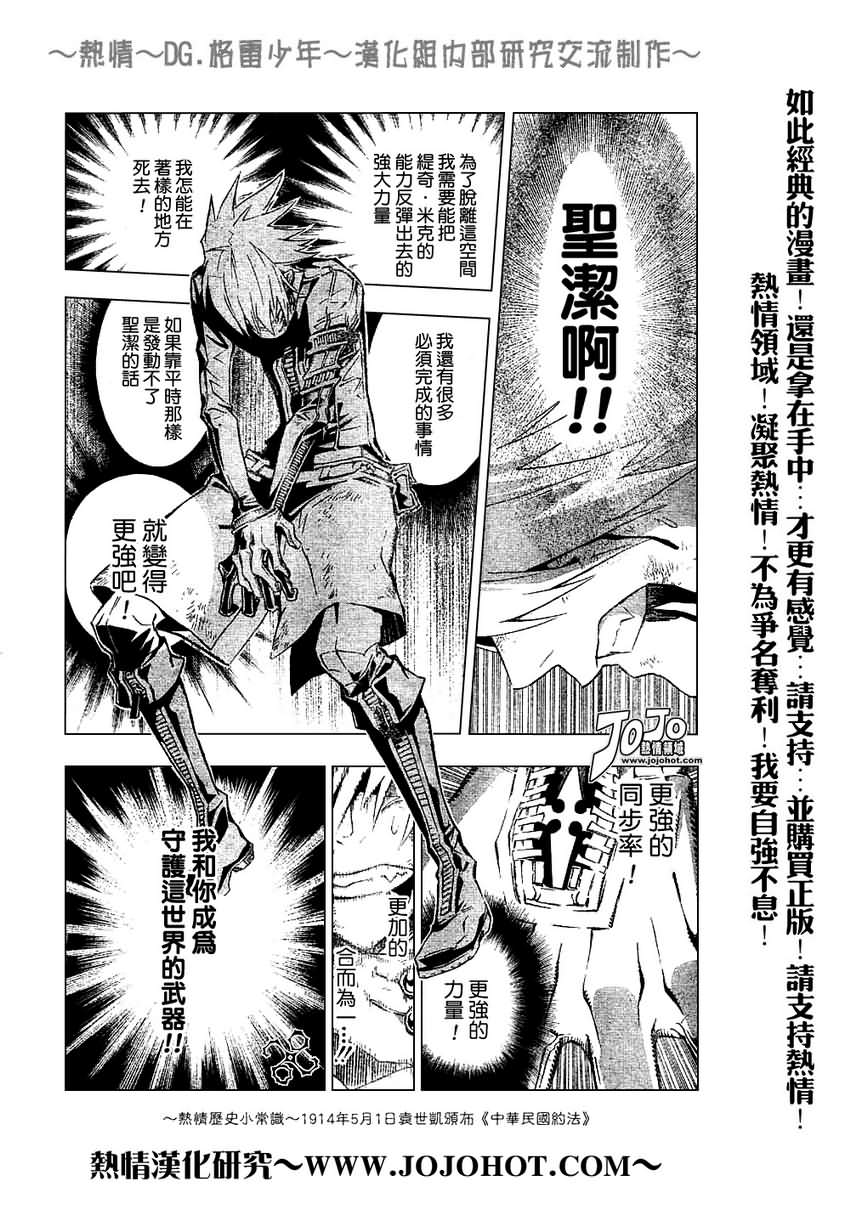 ～熱情～DG.格雷少年～漢化組內部研究交流制作～
如此經典的漫畫！還是拿在手中…才更有感覺…請支持…並購買正版！請支持熱情！
熱情領域！凝聚熱情！不為爭名奪利！我要自強不息！
聖潔啊!!
為了脫離這空間
我需要能把
緹奇．米克的
能力反彈出去的
強大力量
我怎能在
著樣的地方
死去！
我還有很多
必須完成的事情
如果靠平時那樣
是發動不了
聖潔的話
就變得
更強吧！
JOJO
熱情領域
www.jojohot.com
更強的
同步率！
更強的
力量！
更加的
合而為一…!!
我和你成為
守護這世界的武器!!
～熱情歷史小常識～1914年5月1日袁世凱頒布《中華民國約法》
熱情漢化研究～WWW.JOJOHOT.COM～